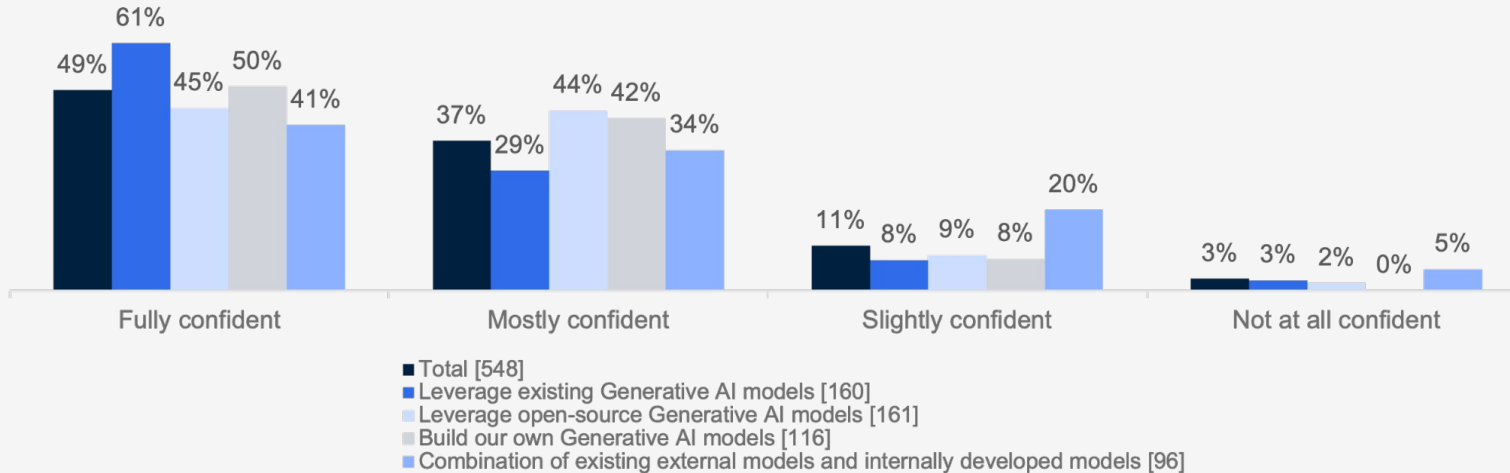 61%
49%
45%
50%
41%
37%
29%
44%
42%
34%
11%
8%
9%
8%
20%
3%
3%
2%
0%
5%
Fully confident
Mostly confident
Slightly confident
Not at all confident
Total [548]
Leverage existing Generative AI models [160]
Leverage open-source Generative AI models [161]
Build our own Generative AI models [116]
Combination of existing external models and internally developed models [96]